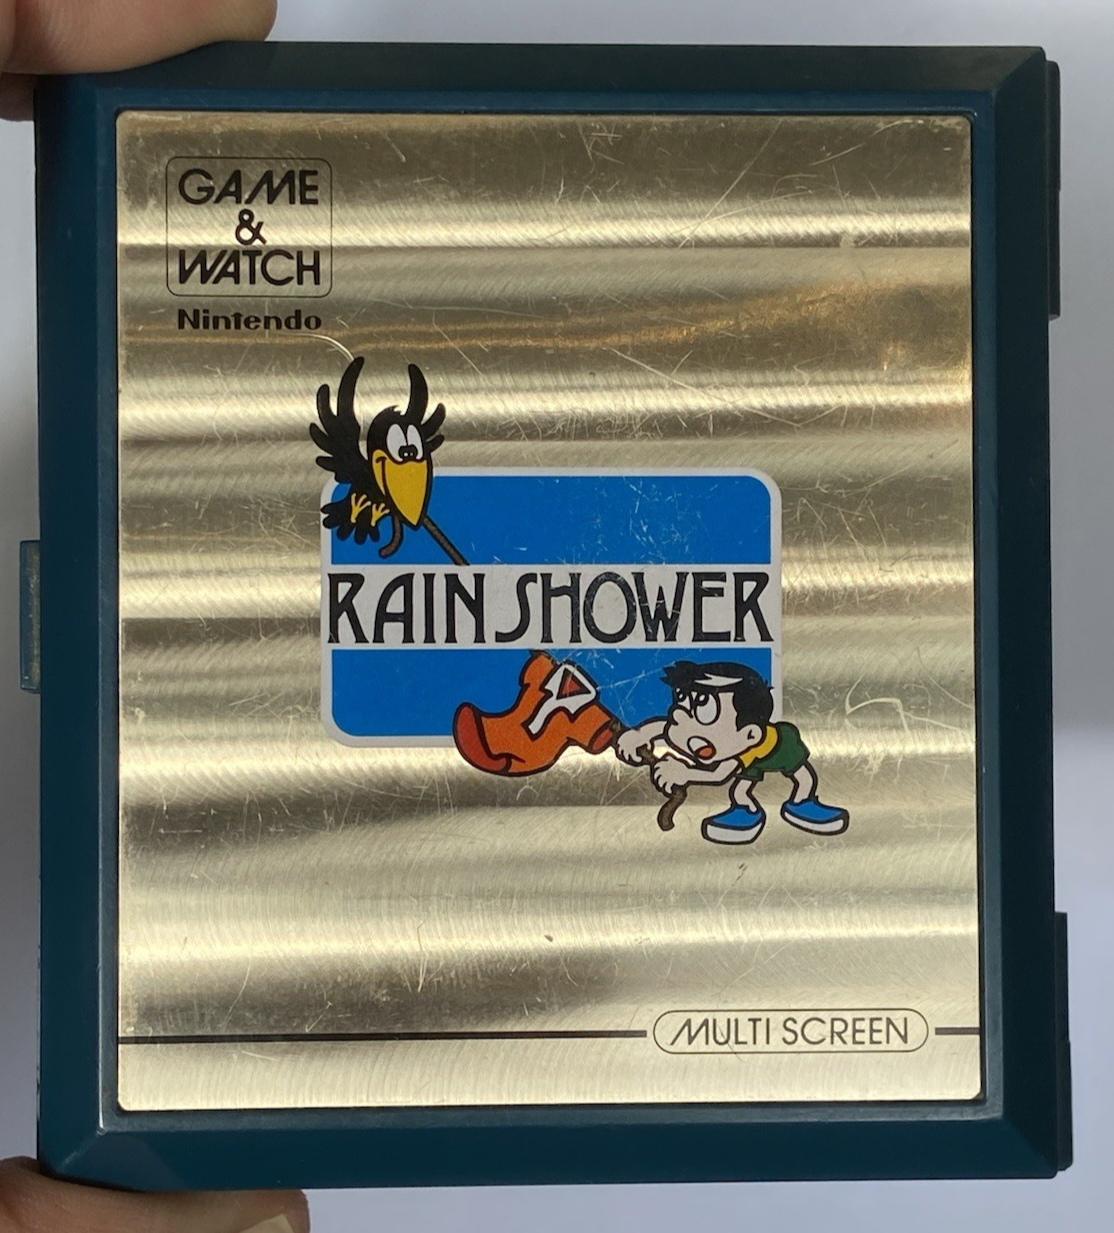 GAME
&
WATCH
Nintendo
RAIN SHOWER
MULTI SCREEN